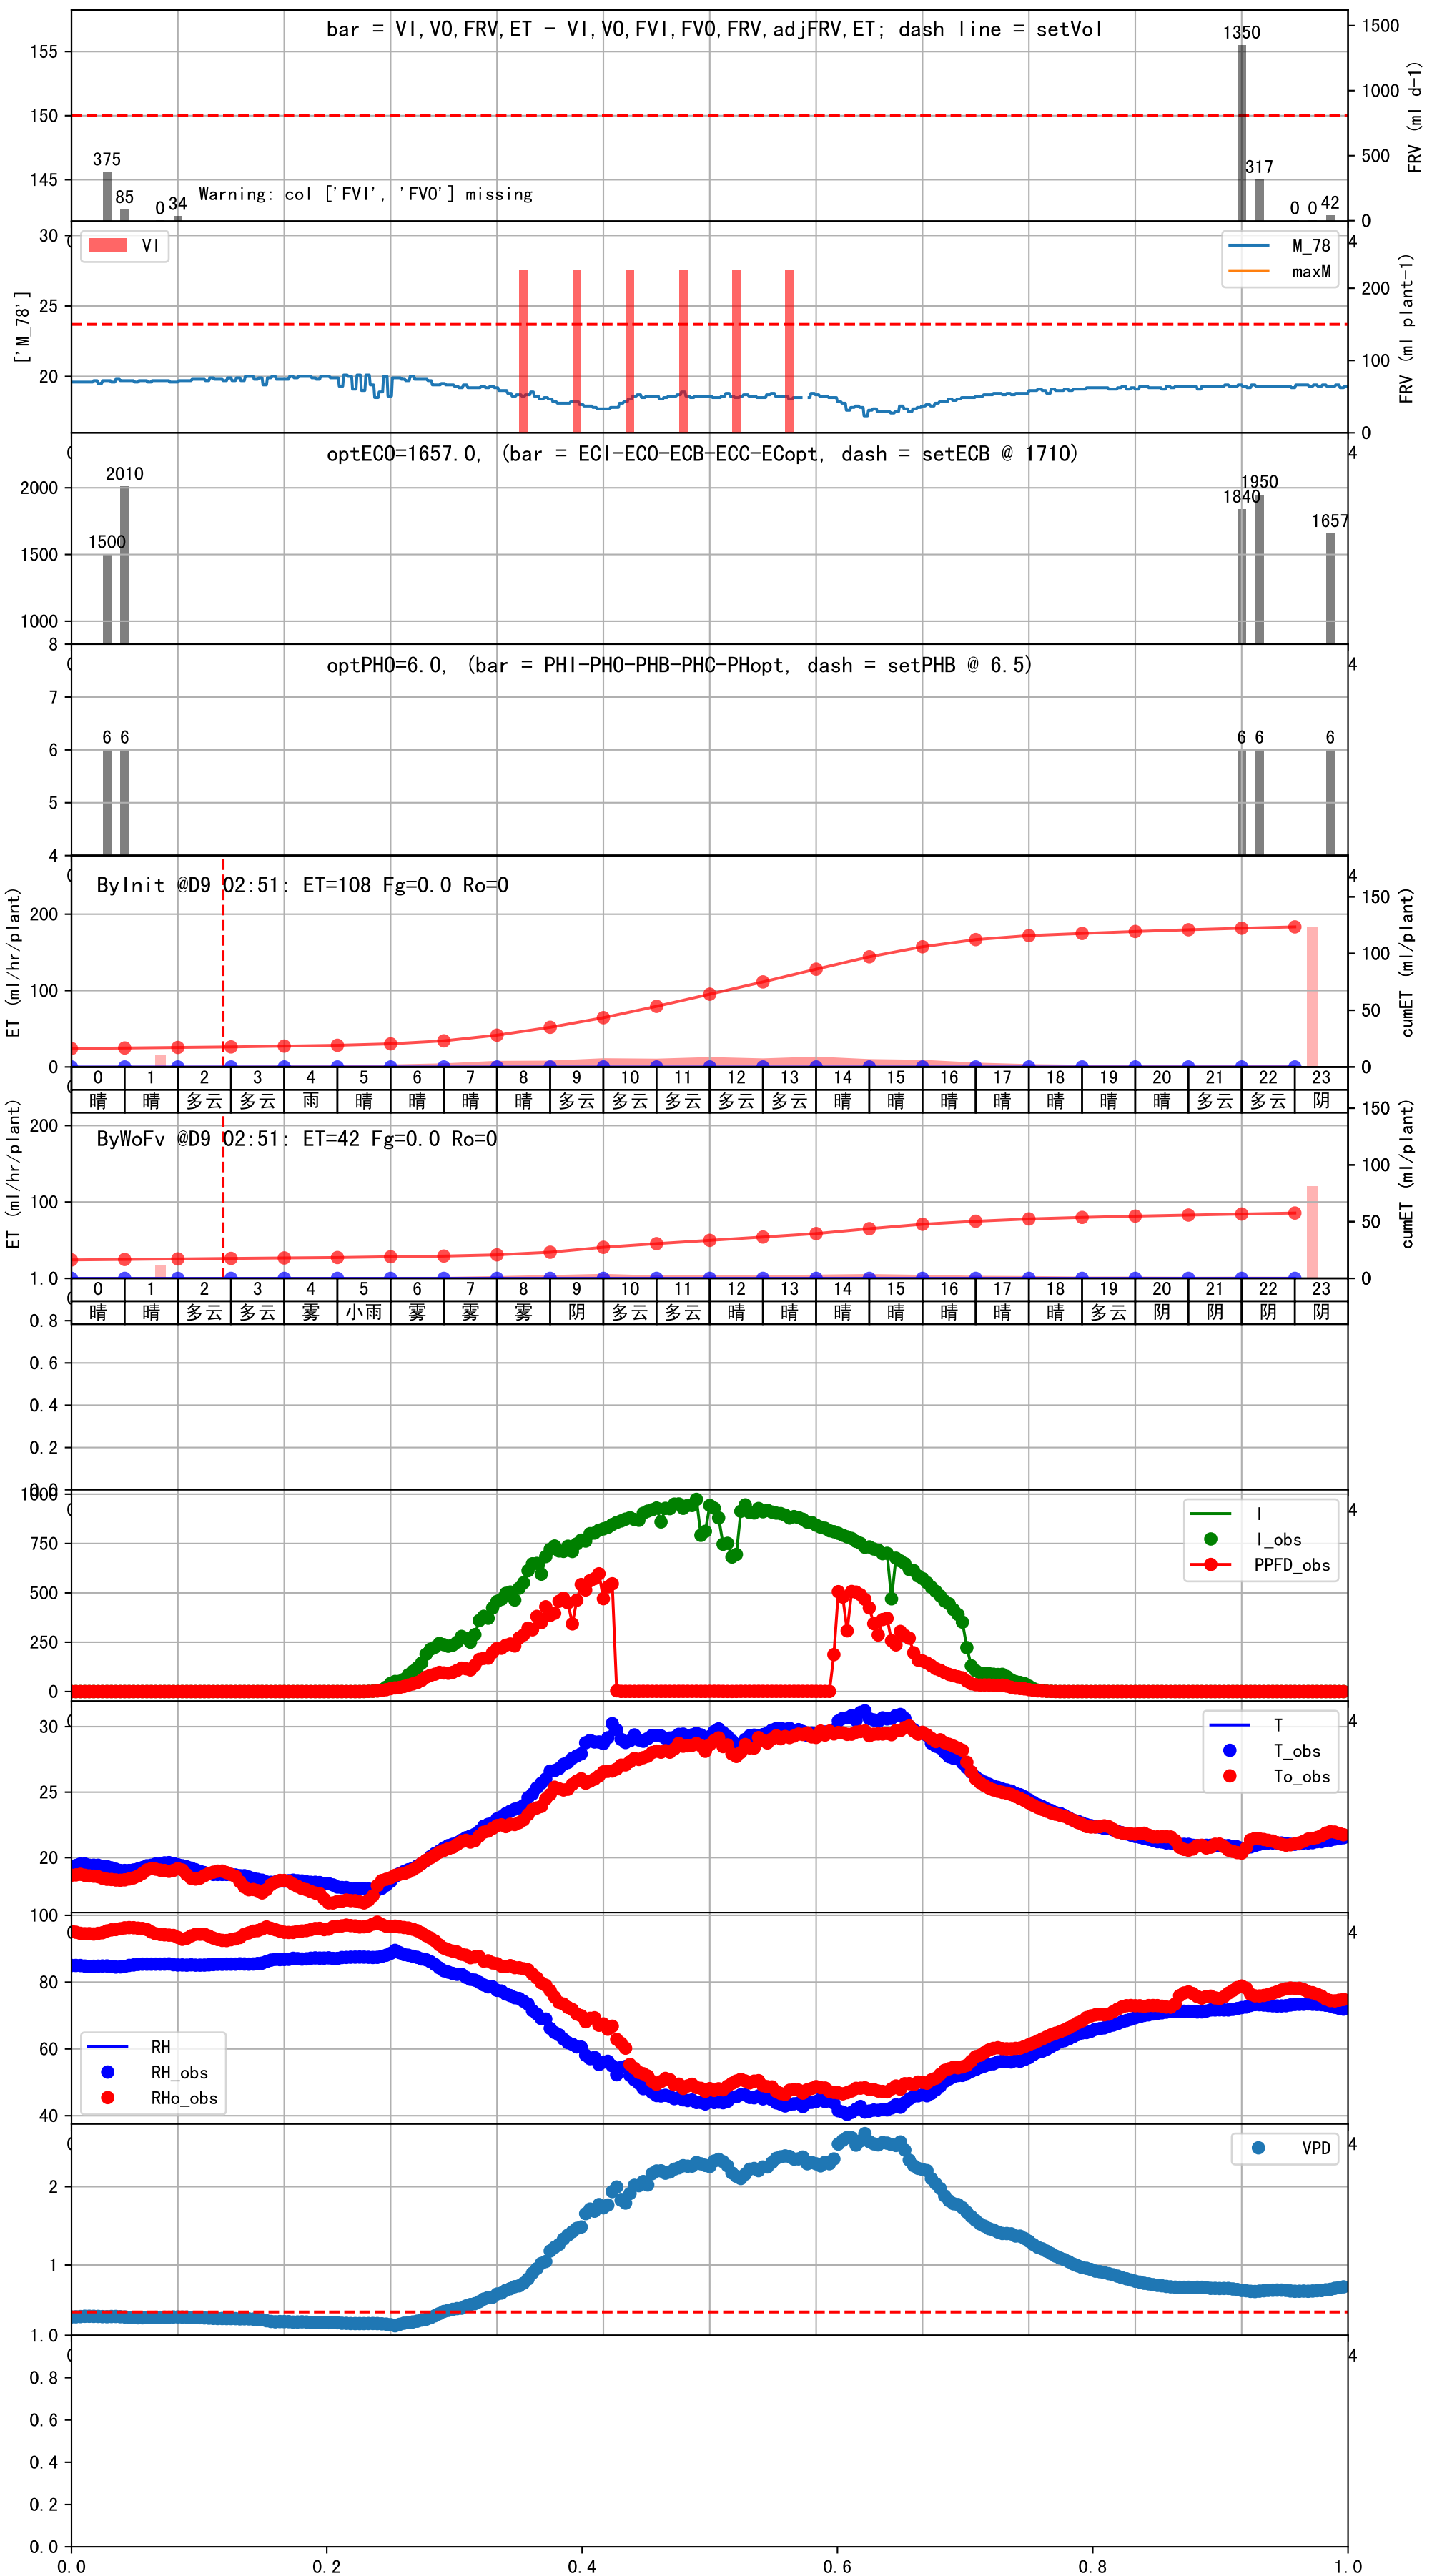 bar = VI,VO,FRV,ET - VI,VO,FVI,FVO,FRV,adjFRV,ET; dash line = setVol
155
150
145
1500
1000
500
0
FRV (ml d-1)
375
85
0
34
Warning: col ['FVI', 'FVO'] missing
1350
317
0
0
42
30
25
20
['M_78']
VI
M_78
maxM
4
200
100
0
FRV (ml plant-1)
optECO=1657.0, (bar = ECI-ECO-ECB-ECC-ECopt, dash = setECB @ 1710)
4
2000
1500
1000
1500
2010
1840
1950
1657
optPHO=6.0, (bar = PHI-PHO-PHB-PHC-PHopt, dash = setPHB @ 6.5)
4
8
7
6
5
4
6
6
6
6
6
ByInit @D9 02:51: ET=108 Fg=0.0 Ro=0
4
200
100
0
ET (ml/hr/plant)
150
100
50
0
cumET (ml/plant)
0 1 2 3 4 5 6 7 8 9 10 11 12 13 14 15 16 17 18 19 20 21 22 23
晴 晴 多云 多云 雨 晴 晴 晴 晴 多云 多云 多云 多云 多云 晴 晴 晴 晴 晴 晴 晴 多云 多云 阴
ByWoFv @D9 02:51: ET=42 Fg=0.0 Ro=0
200
100
ET (ml/hr/plant)
150
100
50
0
cumET (ml/plant)
0 1 2 3 4 5 6 7 8 9 10 11 12 13 14 15 16 17 18 19 20 21 22 23
晴 晴 多云 多云 雾 小雨 雾 雾 雾 阴 多云 多云 晴 晴 晴 晴 晴 晴 晴 多云 阴 阴 阴 阴
1.0
0.8
0.6
0.4
0.2
0.0
1000
750
500
250
0
4
I
I_obs
PPFD_obs
30
25
20
4
T
T_obs
To_obs
100
80
60
40
4
RH
RH_obs
RHo_obs
2
1
4
VPD
1.0
0.8
0.6
0.4
0.2
0.0
4
0.0 0.2 0.4 0.6 0.8 1.0